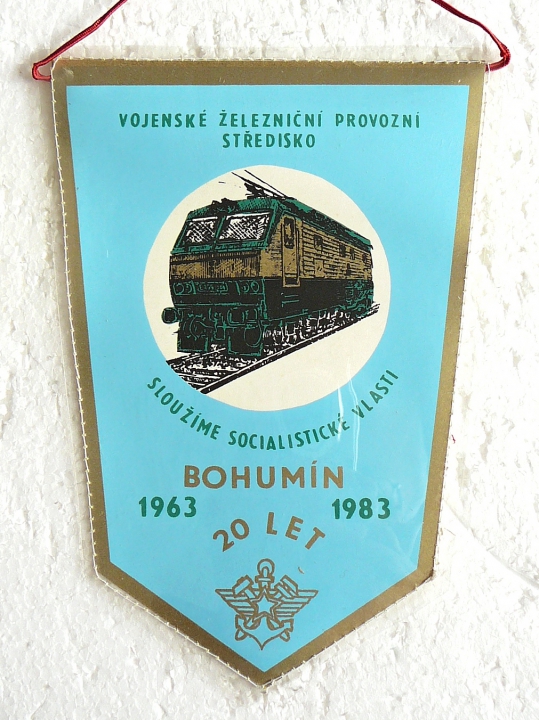 VOJENSKÉ ŽELEZNIČNÍ PROVOZNÍ
STŘEDISKO
SLOUŽÍME SOCIALISTICKÉ VLASTI
BOHUMÍN
1963 1983
20 LET